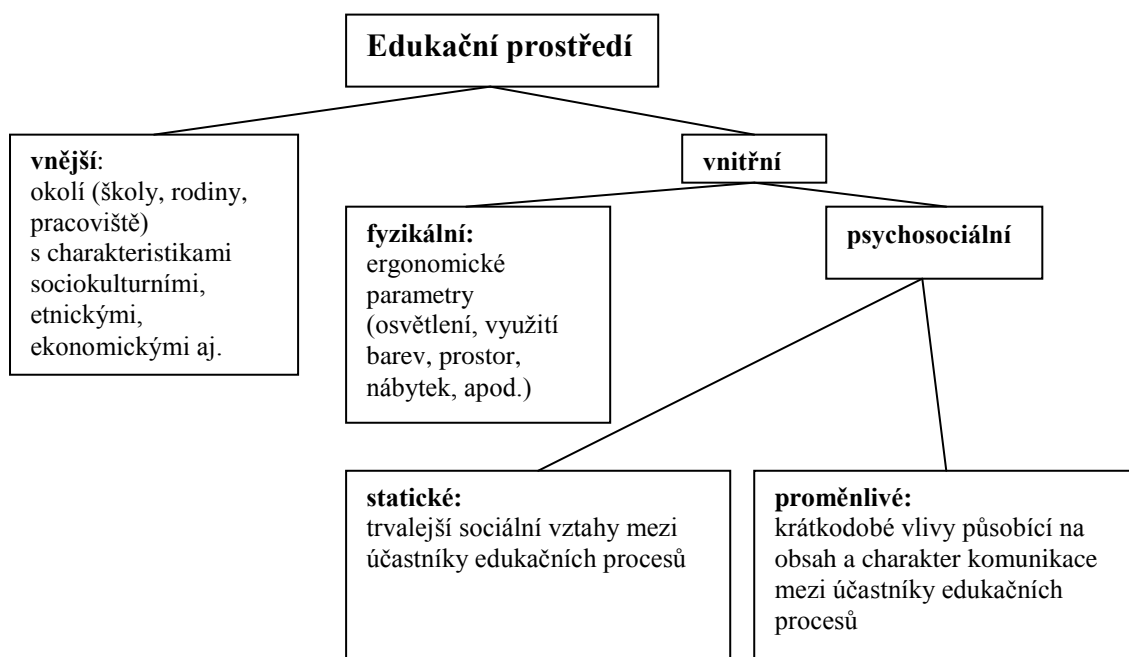 Edukační prostředí
vnější:
okolí (školy, rodiny,
pracoviště)
s charakteristikami
sociokulturními,
etnickými,
ekonomickými aj.
vnitřní
fyzikální:
ergonomické
parametry
(osvětlení, využití
barev, prostor,
nábytek, apod.)
psychosociální
statické:
trvalejší sociální vztahy mezi
účastníky edukačních procesů
proměnlivé:
krátkodobé vlivy působící na
obsah a charakter komunikace
mezi účastníky edukačních
procesů